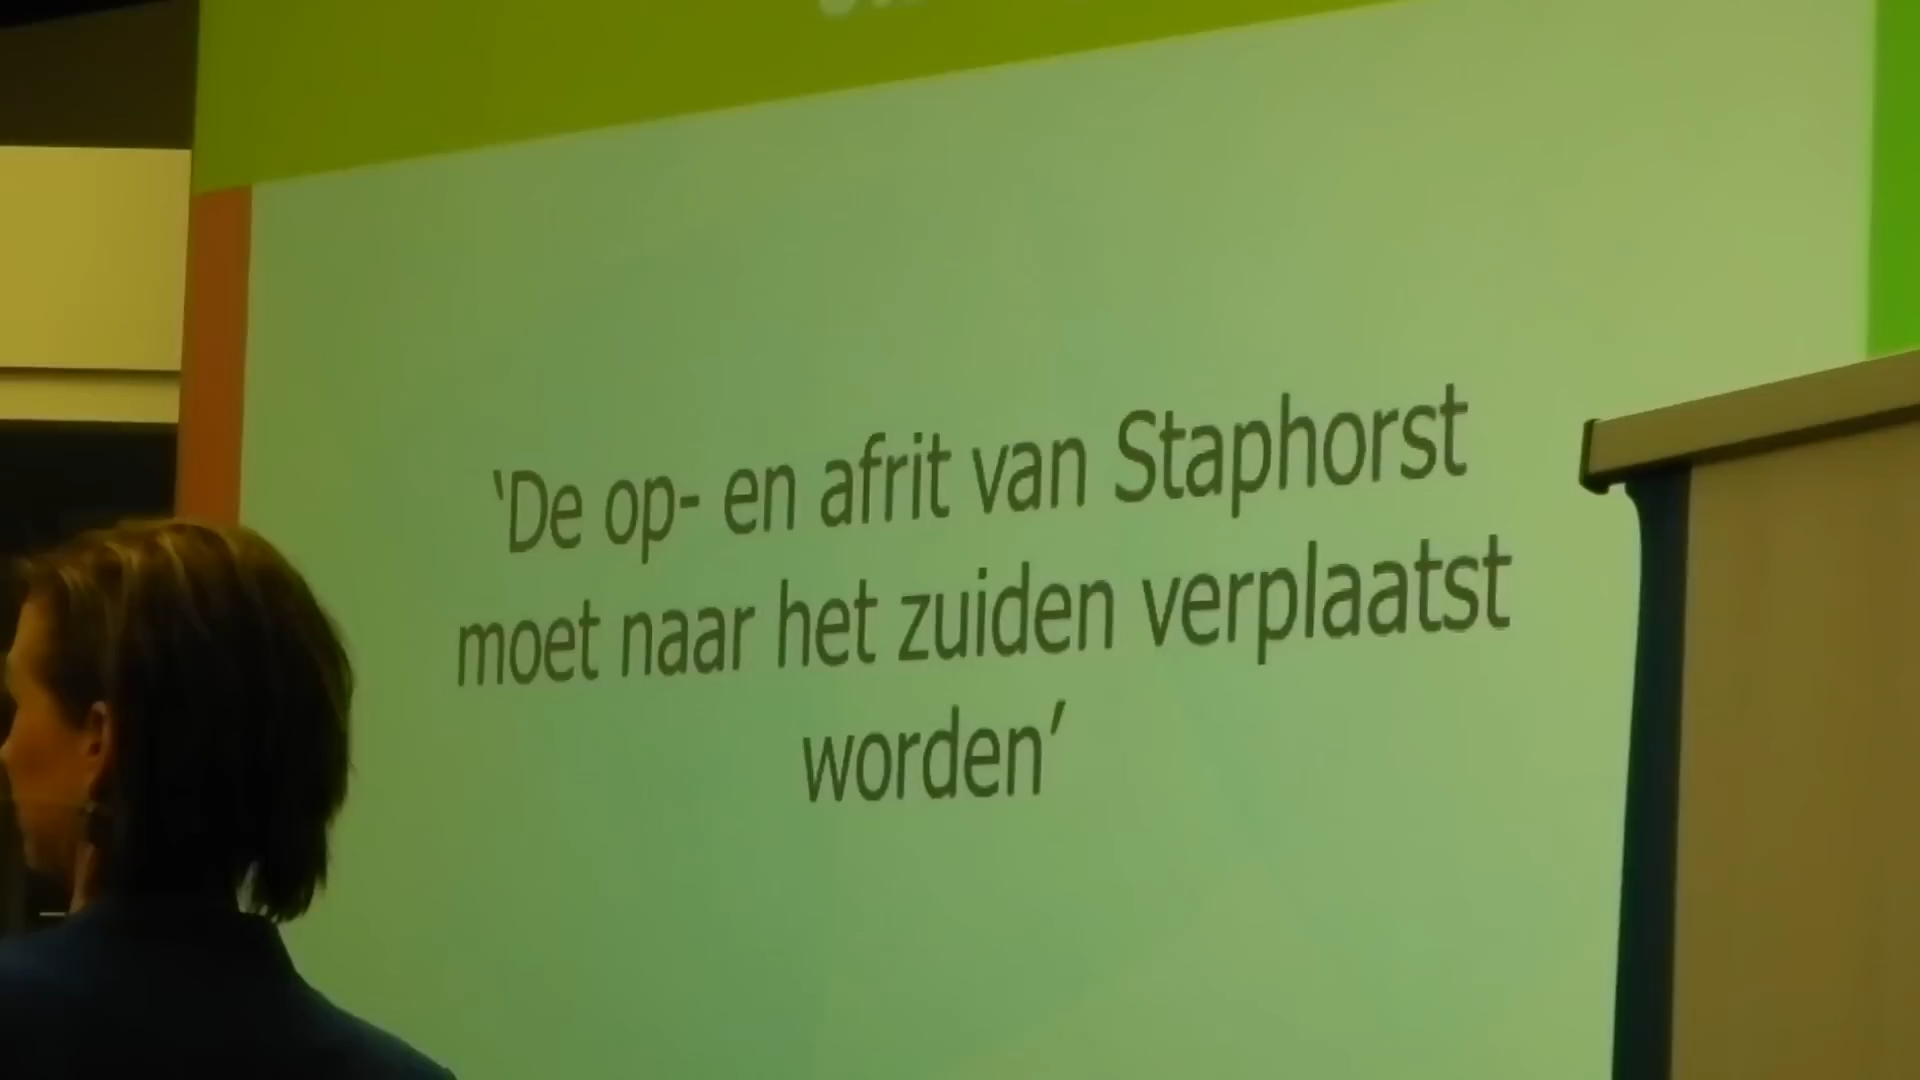 ‘De op- en afrit van Staphorst
moet naar het zuiden verplaatst
worden’